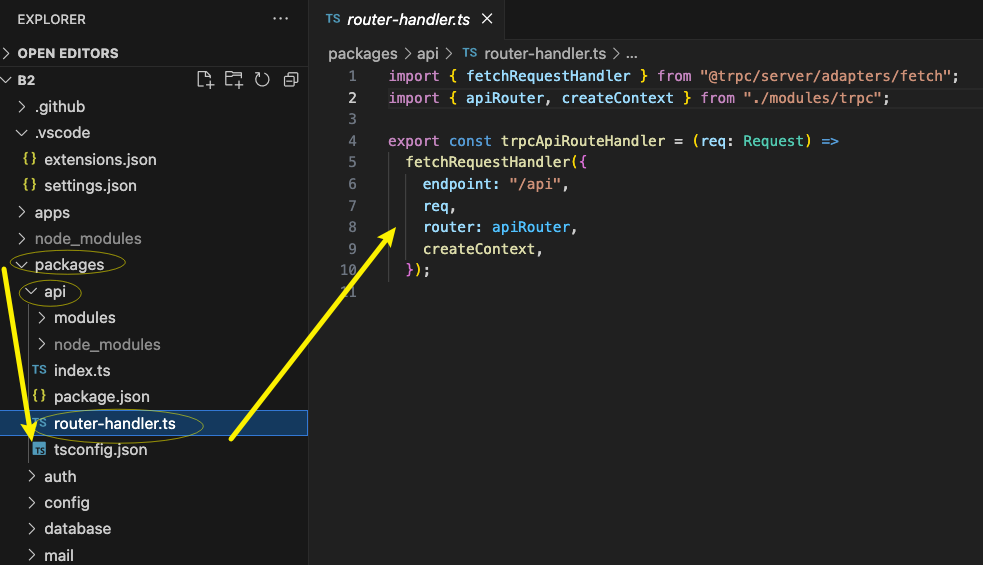 EXPLORER
OPEN EDITORS
B2
.github
.vscode
{} extensions.json
{} settings.json
apps
node_modules
packages
api
modules
node_modules
TS index.ts
{} package.json
TS router-handler.ts
TS tsconfig.json
auth
config
database
mail
TS router-handler.ts
packages > api > TS router-handler.ts > ...
1 import { fetchRequestHandler } from "@trpc/server/adapters/fetch";
2 import { apiRouter, createContext } from "./modules/trpc";
3
4 export const trpcApiRouteHandler = (req: Request) =>
5 fetchRequestHandler({
6 endpoint: "/api",
7 req,
8 router: apiRouter,
9 createContext,
10 });
11